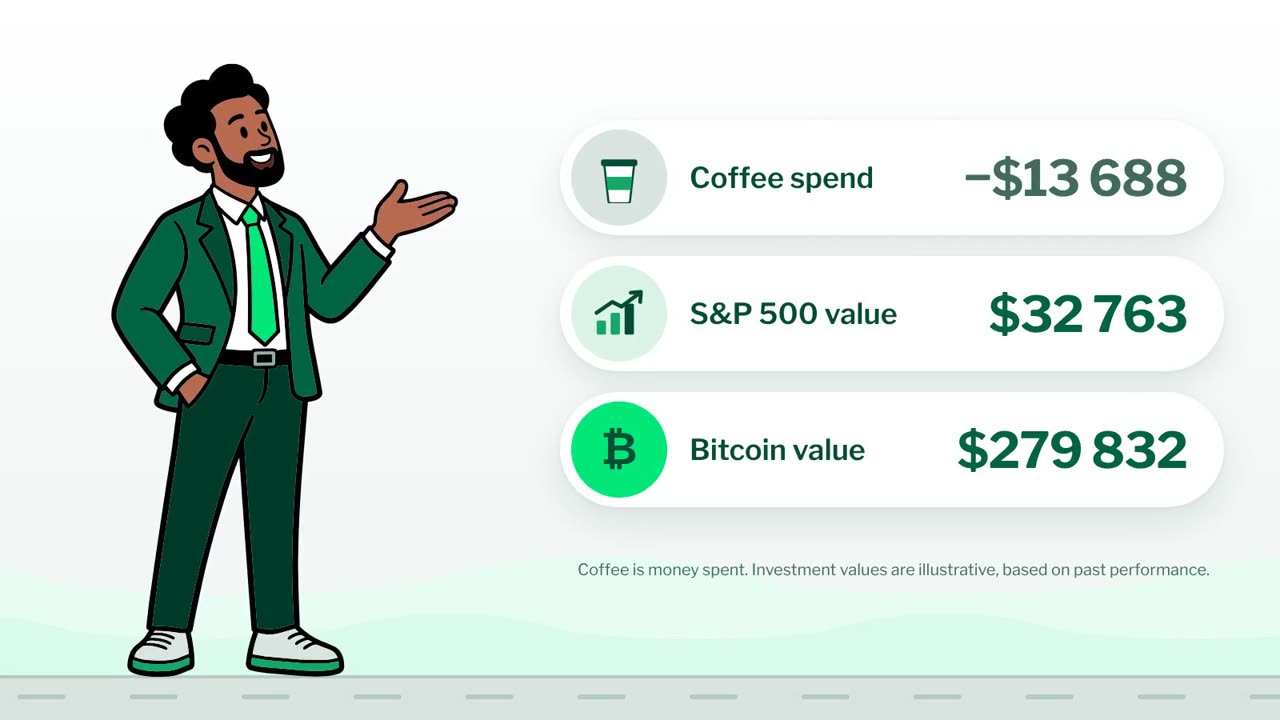 Coffee spend
−$13 688
S&P 500 value
$32 763
Bitcoin value
$279 832
Coffee is money spent. Investment values are illustrative, based on past performance.